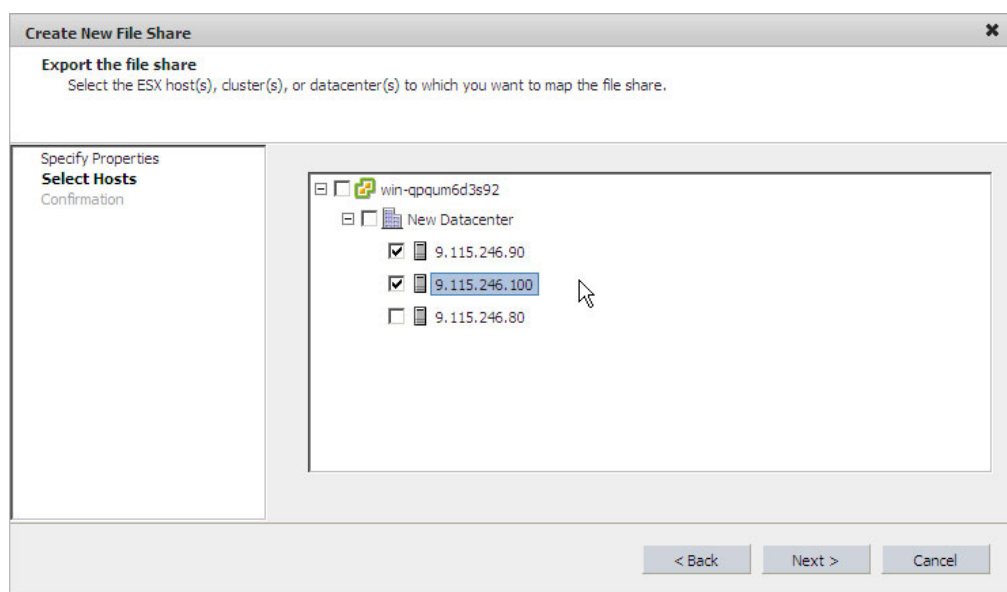 Create New File Share
Export the file share
Select the ESX host(s), cluster(s), or datacenter(s) to which you want to map the file share.
Specify Properties
Select Hosts
Confirmation
win-qpqum6d3s92
New Datacenter
9.115.246.90
9.115.246.100
9.115.246.80
< Back Next > Cancel